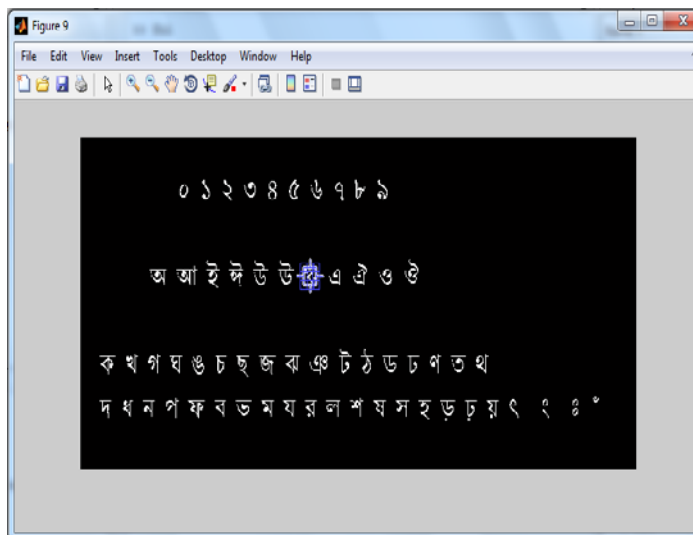 Figure 9
File Edit View Insert Tools Desktop Window Help
০ ১ ২ ৩ ৪ ৫ ৬ ৭ ৮ ৯
অ আ ই ঈ উ ঊ এ ঐ ও ঔ
ক খ গ ঘ ঙ চ ছ জ ঝ ঞ ট ঠ ড ঢ ণ ত থ
দ ধ ন প ফ ব ভ ম য র ল শ ষ স হ ড় ঢ় য় ৎ ং ঃ ঁ